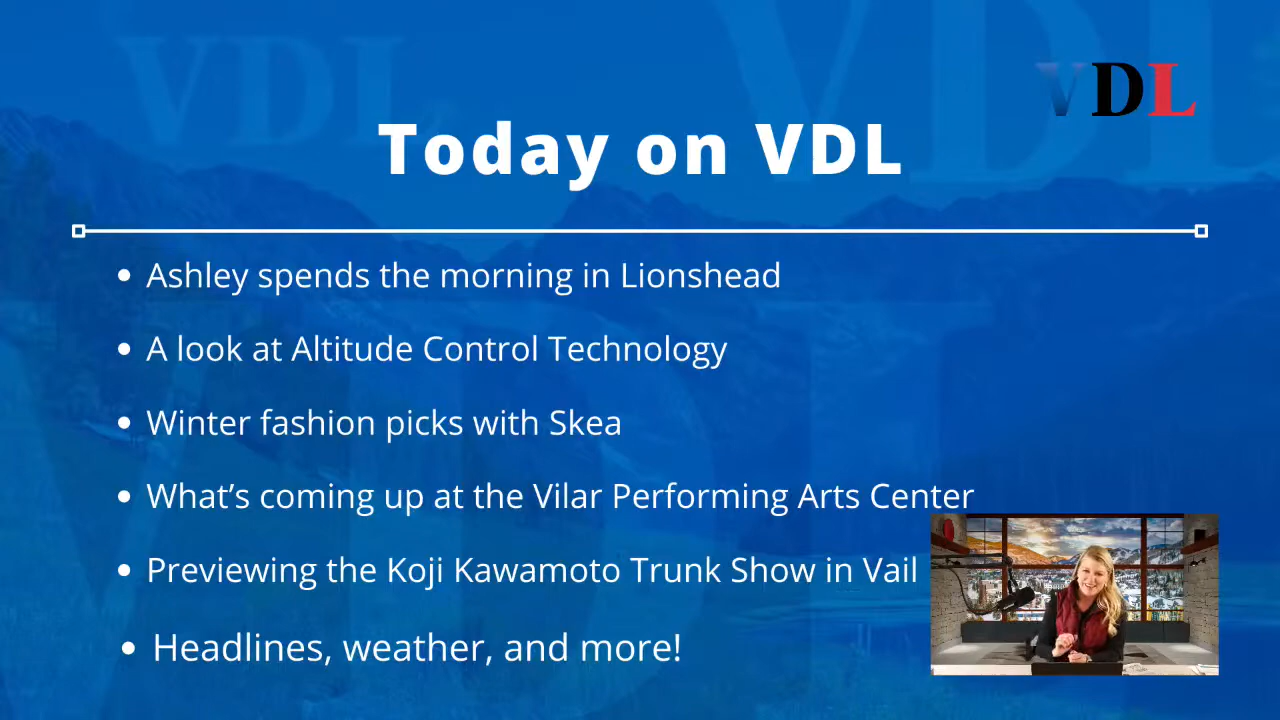 VDL
Today on VDL
Ashley spends the morning in Lionshead
A look at Altitude Control Technology
Winter fashion picks with Skea
What’s coming up at the Vilar Performing Arts Center
Previewing the Koji Kawamoto Trunk Show in Vail
Headlines, weather, and more!